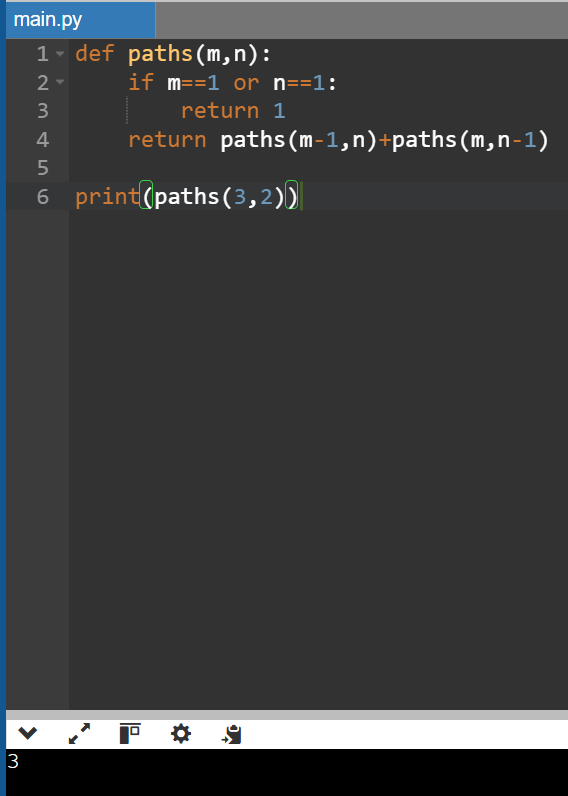 main.py
1 def paths(m,n):
2     if m==1 or n==1:
3         return 1
4     return paths(m-1,n)+paths(m,n-1)
5
6 print(paths(3,2))
3